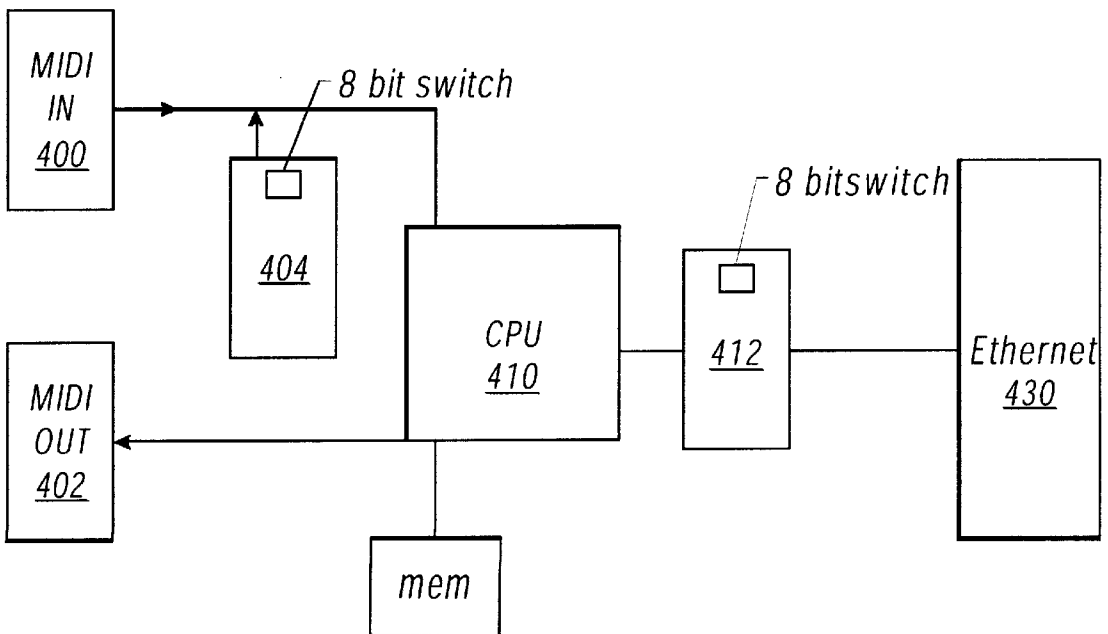 MIDI
IN
400
8 bit switch
404
8 bitswitch
CPU
410
412
Ethernet
430
MIDI
OUT
402
mem